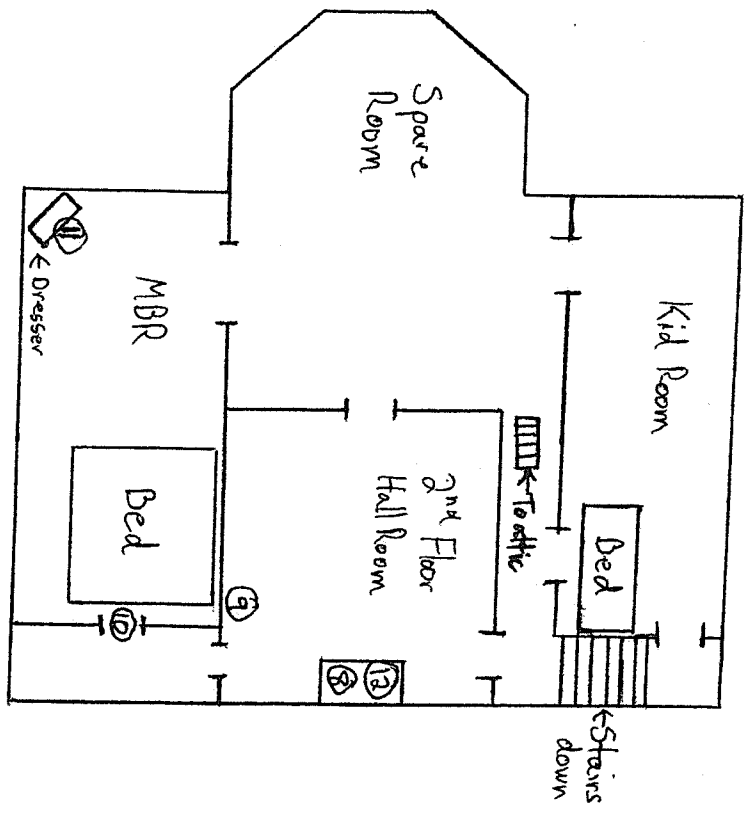 Kid Room
Bed
←Stairs
down
←To attic
Spare
Room
2nd Floor
Hall Room
12
8
9
MBR
Bed
10
11
← Dresser